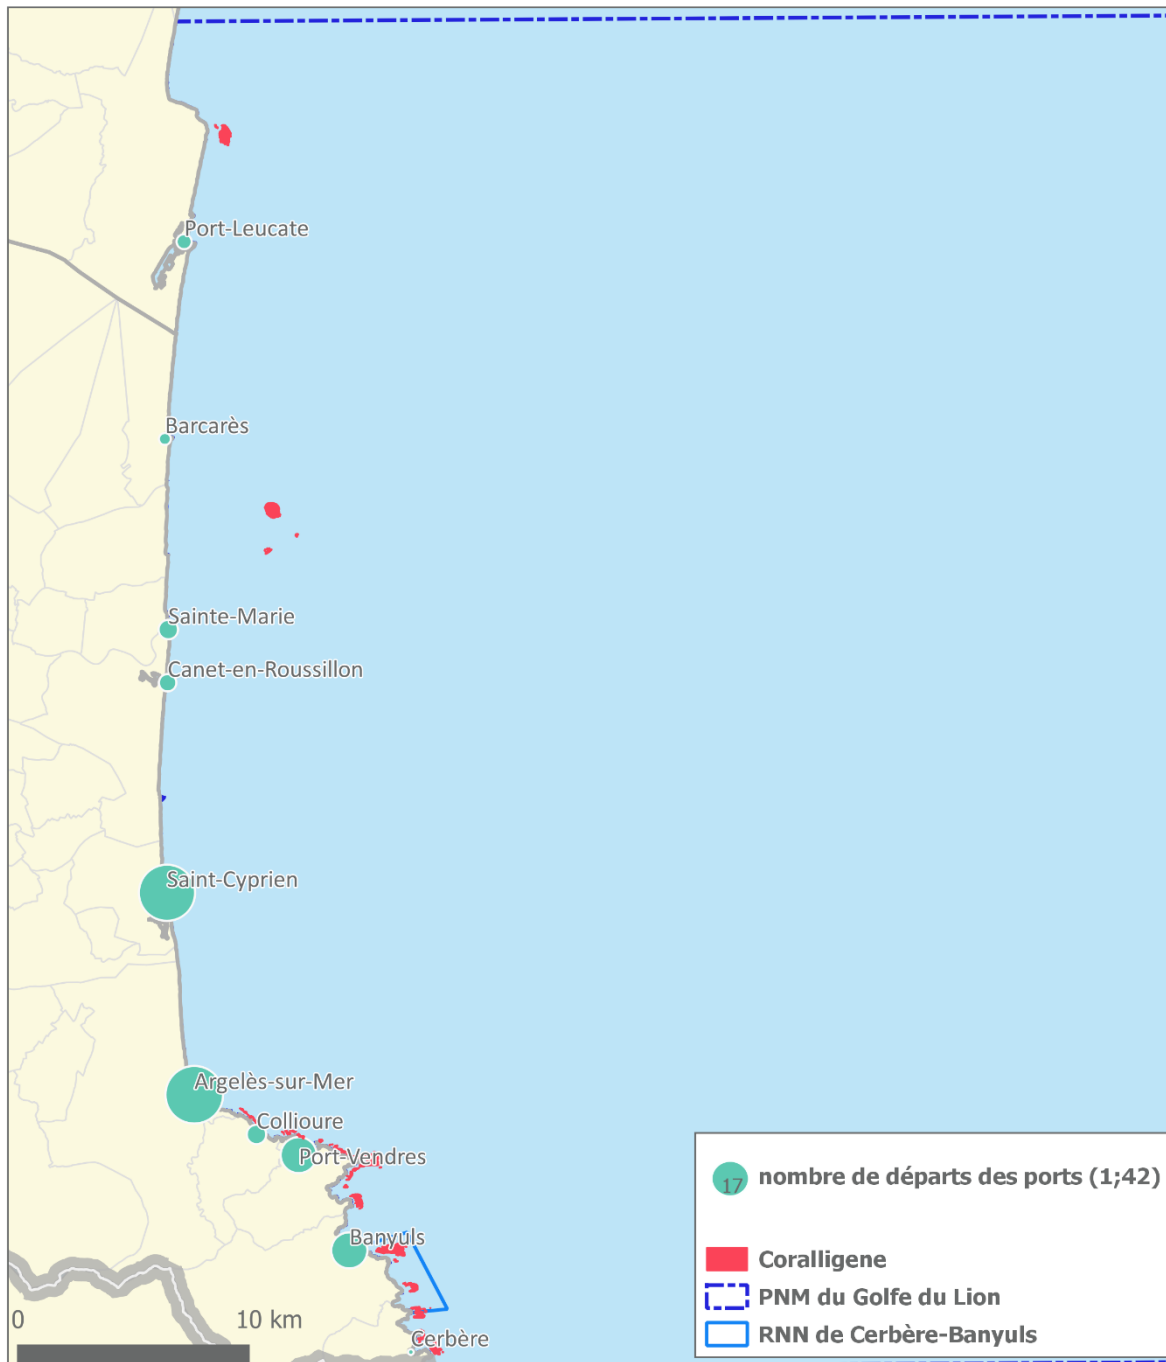 Port-Leucate
Barcarès
Sainte-Marie
Canet-en-Roussillon
Saint-Cyprien
Argelès-sur-Mer
Collioure
Port-Vendres
Banyuls
Cerbère
0 10 km
17 nombre de départs des ports (1;42)
Coralligene
PNM du Golfe du Lion
RNN de Cerbère-Banyuls